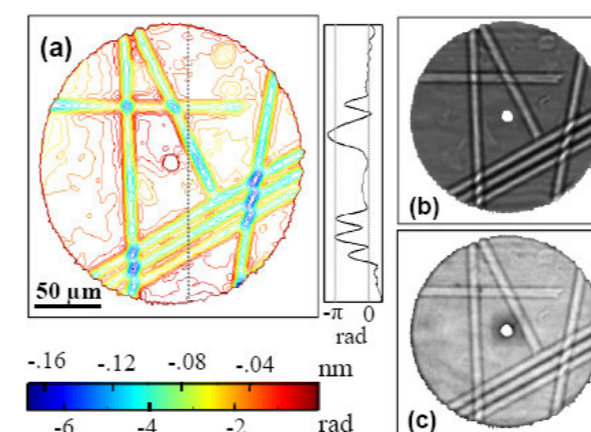 (a)
50 µm
-π 0
rad
(b)
(c)
-.16 -.12 -.08 -.04 nm
-6 -4 -2 rad